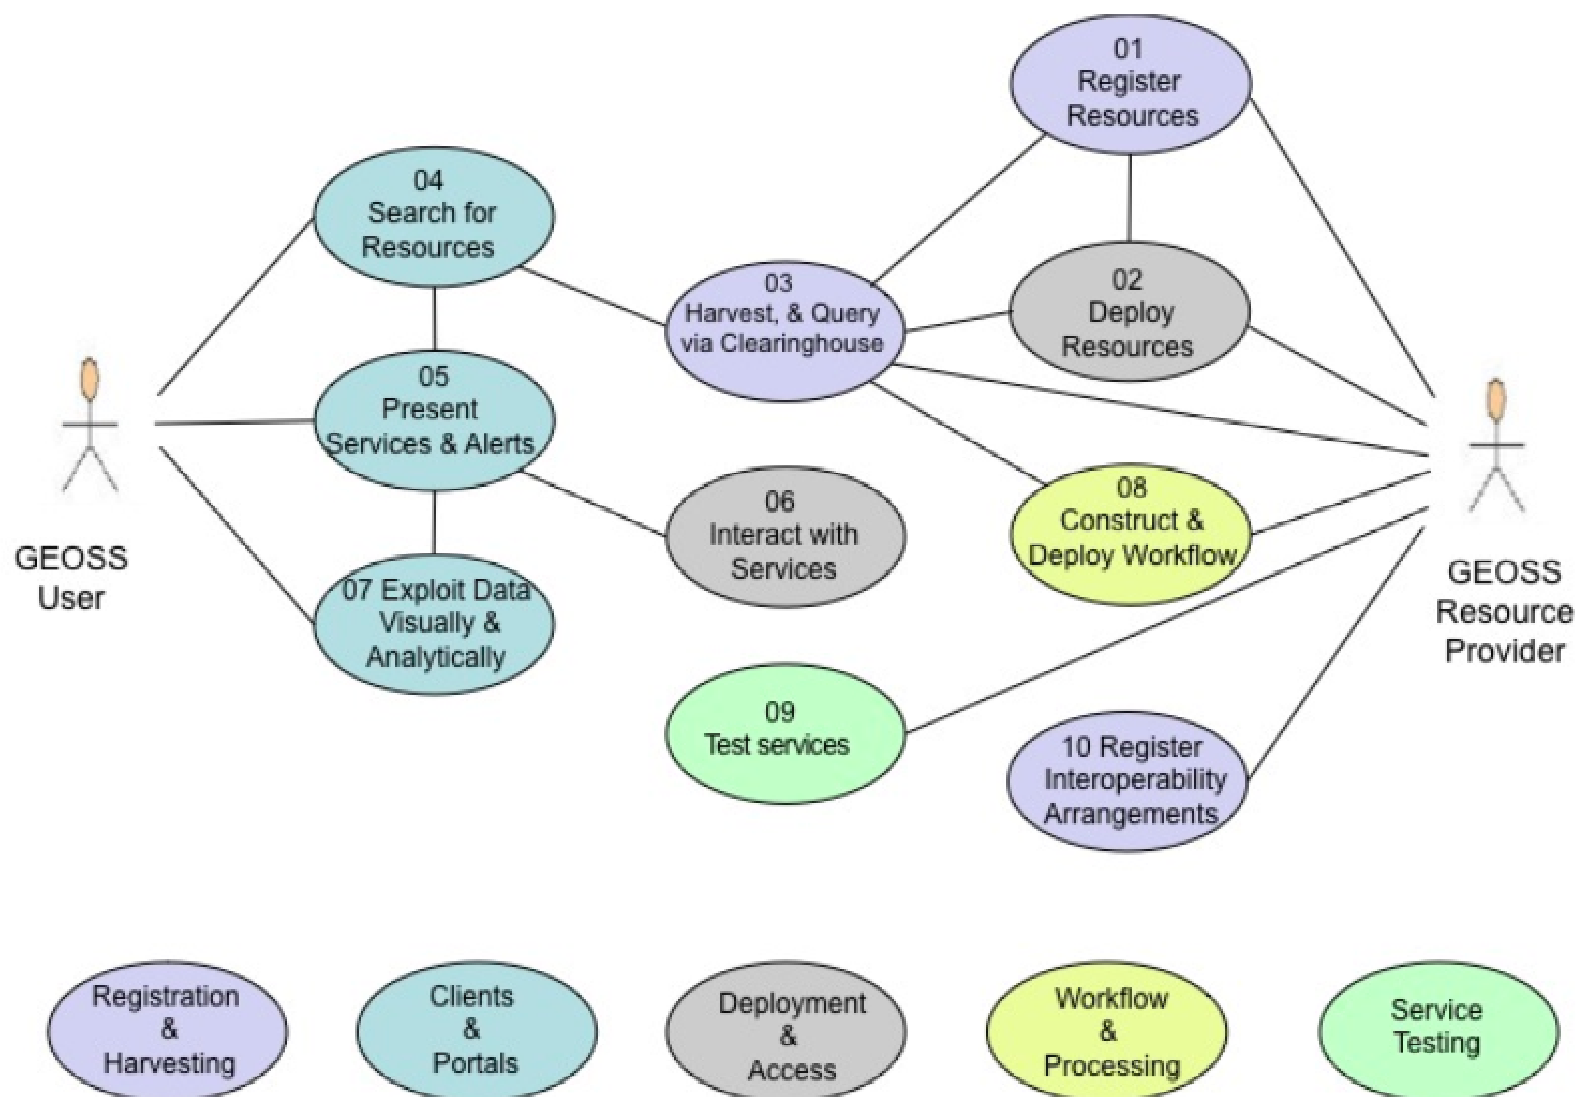 01
Register
Resources
04
Search for
Resources
02
Deploy
Resources
03
Harvest, & Query
via Clearinghouse
05
Present
Services & Alerts
06
Interact with
Services
08
Construct &
Deploy Workflow
GEOSS
User
07 Exploit Data
Visually &
Analytically
GEOSS
Resource
Provider
09
Test services
10 Register
Interoperability
Arrangements
Registration
&
Harvesting
Clients
&
Portals
Deployment
&
Access
Workflow
&
Processing
Service
Testing